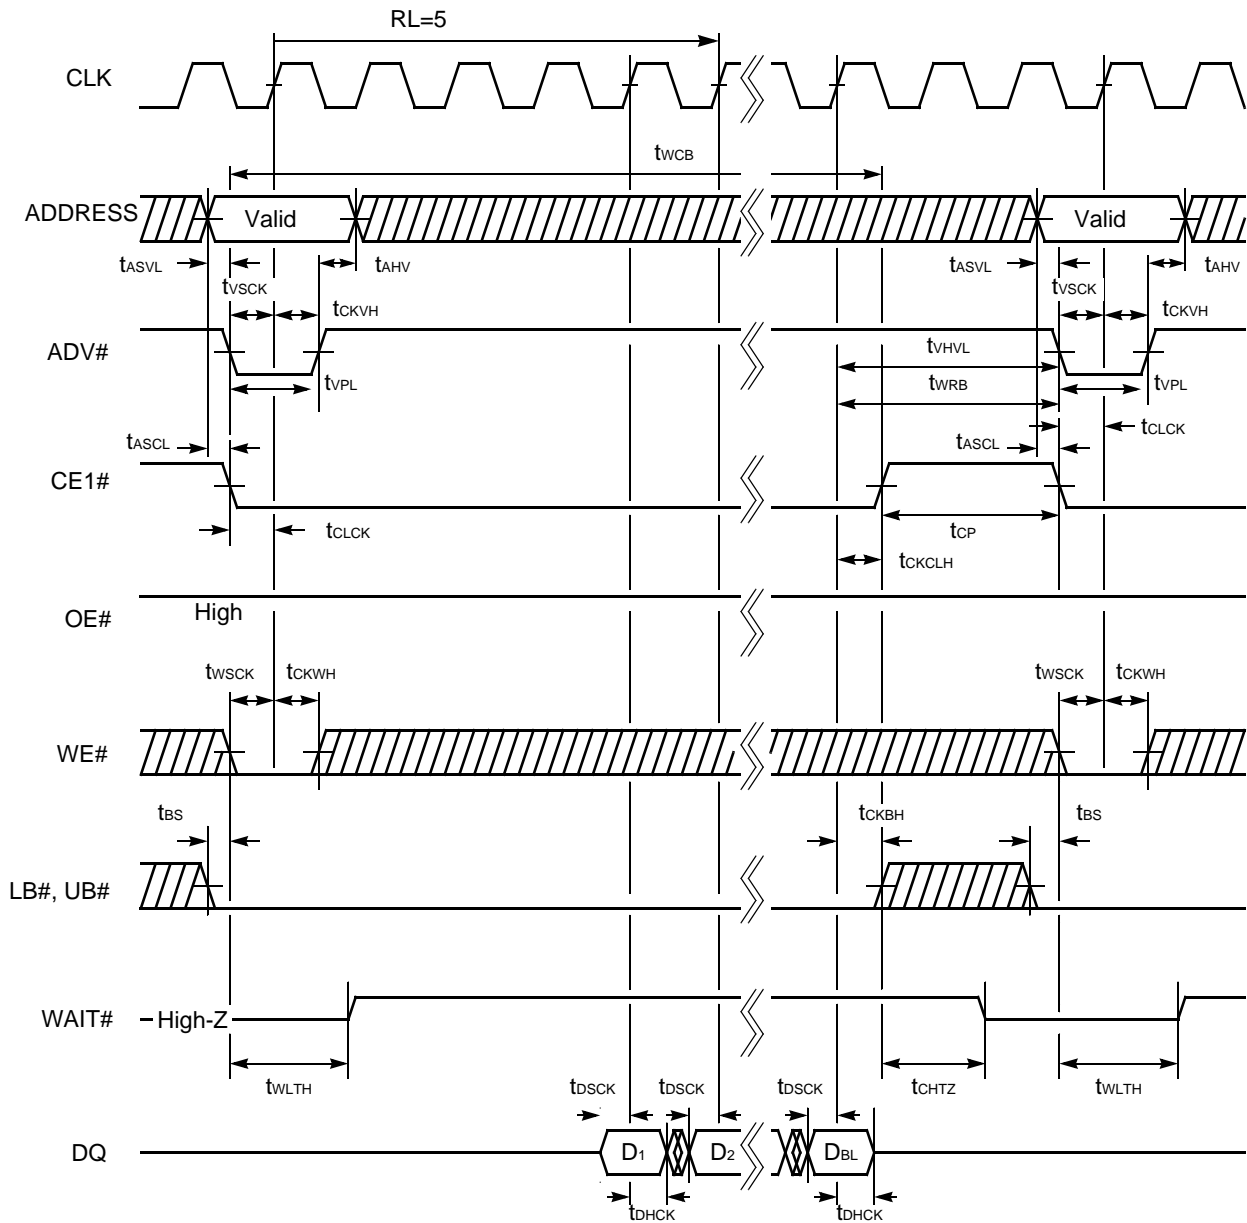 RL=5
CLK
tWCB
ADDRESS
Valid
Valid
tASVL
tAHV
tASVL
tAHV
tVSCK
tVSCK
tCKVH
tCKVH
ADV#
tVHVL
tVPL
tWRB
tVPL
tCLCK
tASCL
tASCL
CE1#
tCLCK
tCP
tCKCLH
High
OE#
tWSCK
tCKWH
tWSCK
tCKWH
WE#
tBS
tCKBH
tBS
LB#, UB#
WAIT#
High-Z
tWLTH
tCHTZ
tWLTH
tDSCK
tDSCK
tDSCK
DQ
D1
D2
DBL
tDHCK
tDHCK